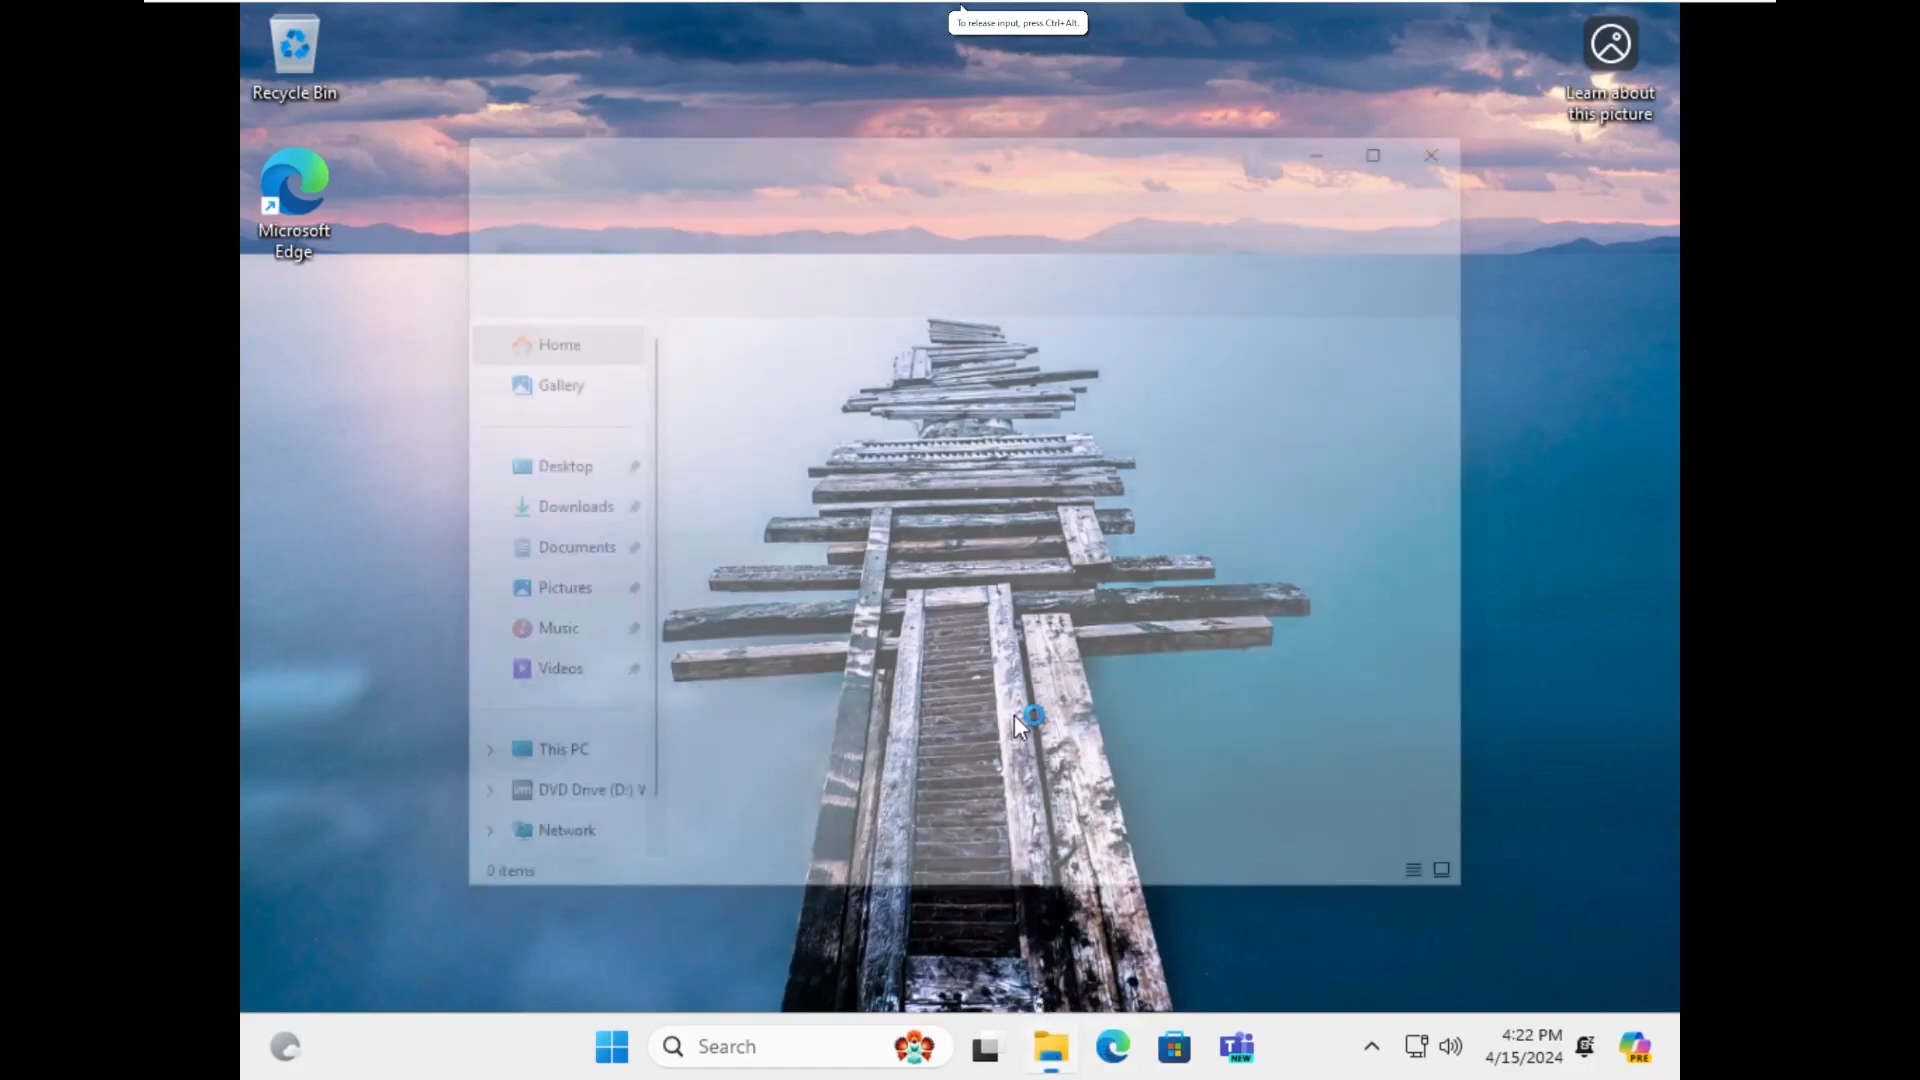 To release input, press Ctrl+Alt.
Recycle Bin
Learn about
this picture
Microsoft
Edge
Home
Gallery
Desktop
Downloads
Documents
Pictures
Music
Videos
This PC
DVD Drive (D:) V
Network
0 items
Search
T
NEW
4:22 PM
4/15/2024
PRE